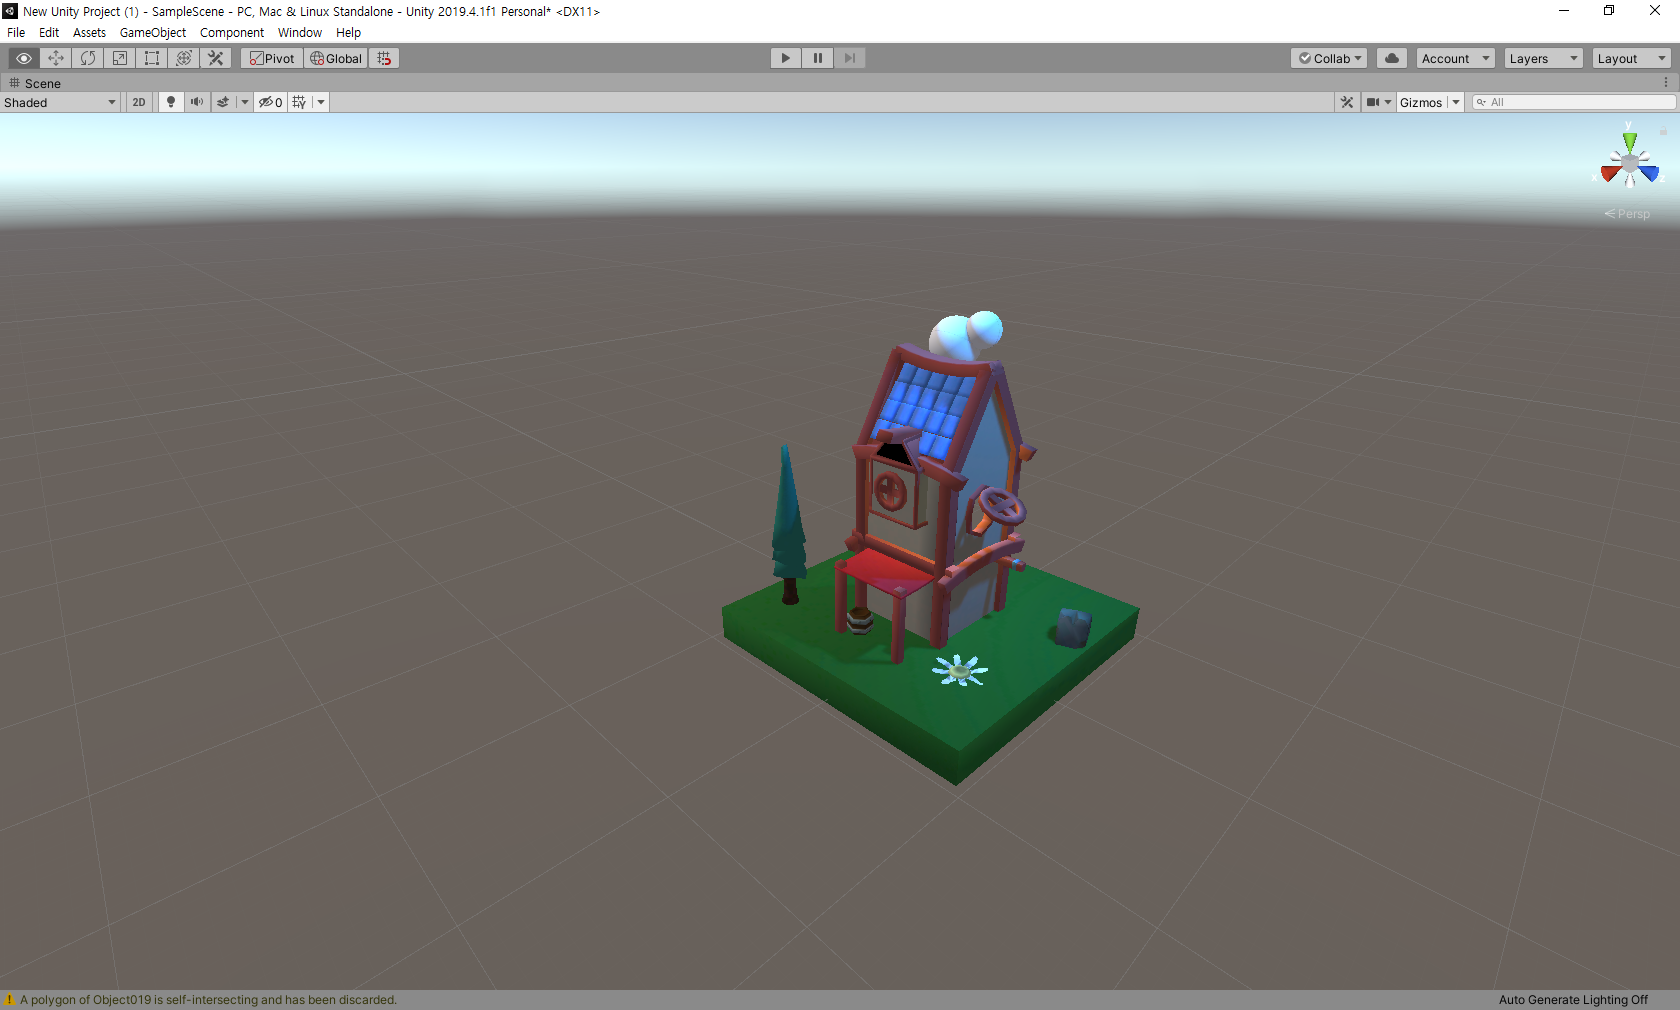 New Unity Project (1) - SampleScene - PC, Mac & Linux Standalone - Unity 2019.4.1f1 Personal* <DX11>
File Edit Assets GameObject Component Window Help
Pivot Global Collab Account Layers Layout
Scene
Shaded 2D 0 Gizmos All
y
x z
Persp
A polygon of Object019 is self-intersecting and has been discarded. Auto Generate Lighting Off